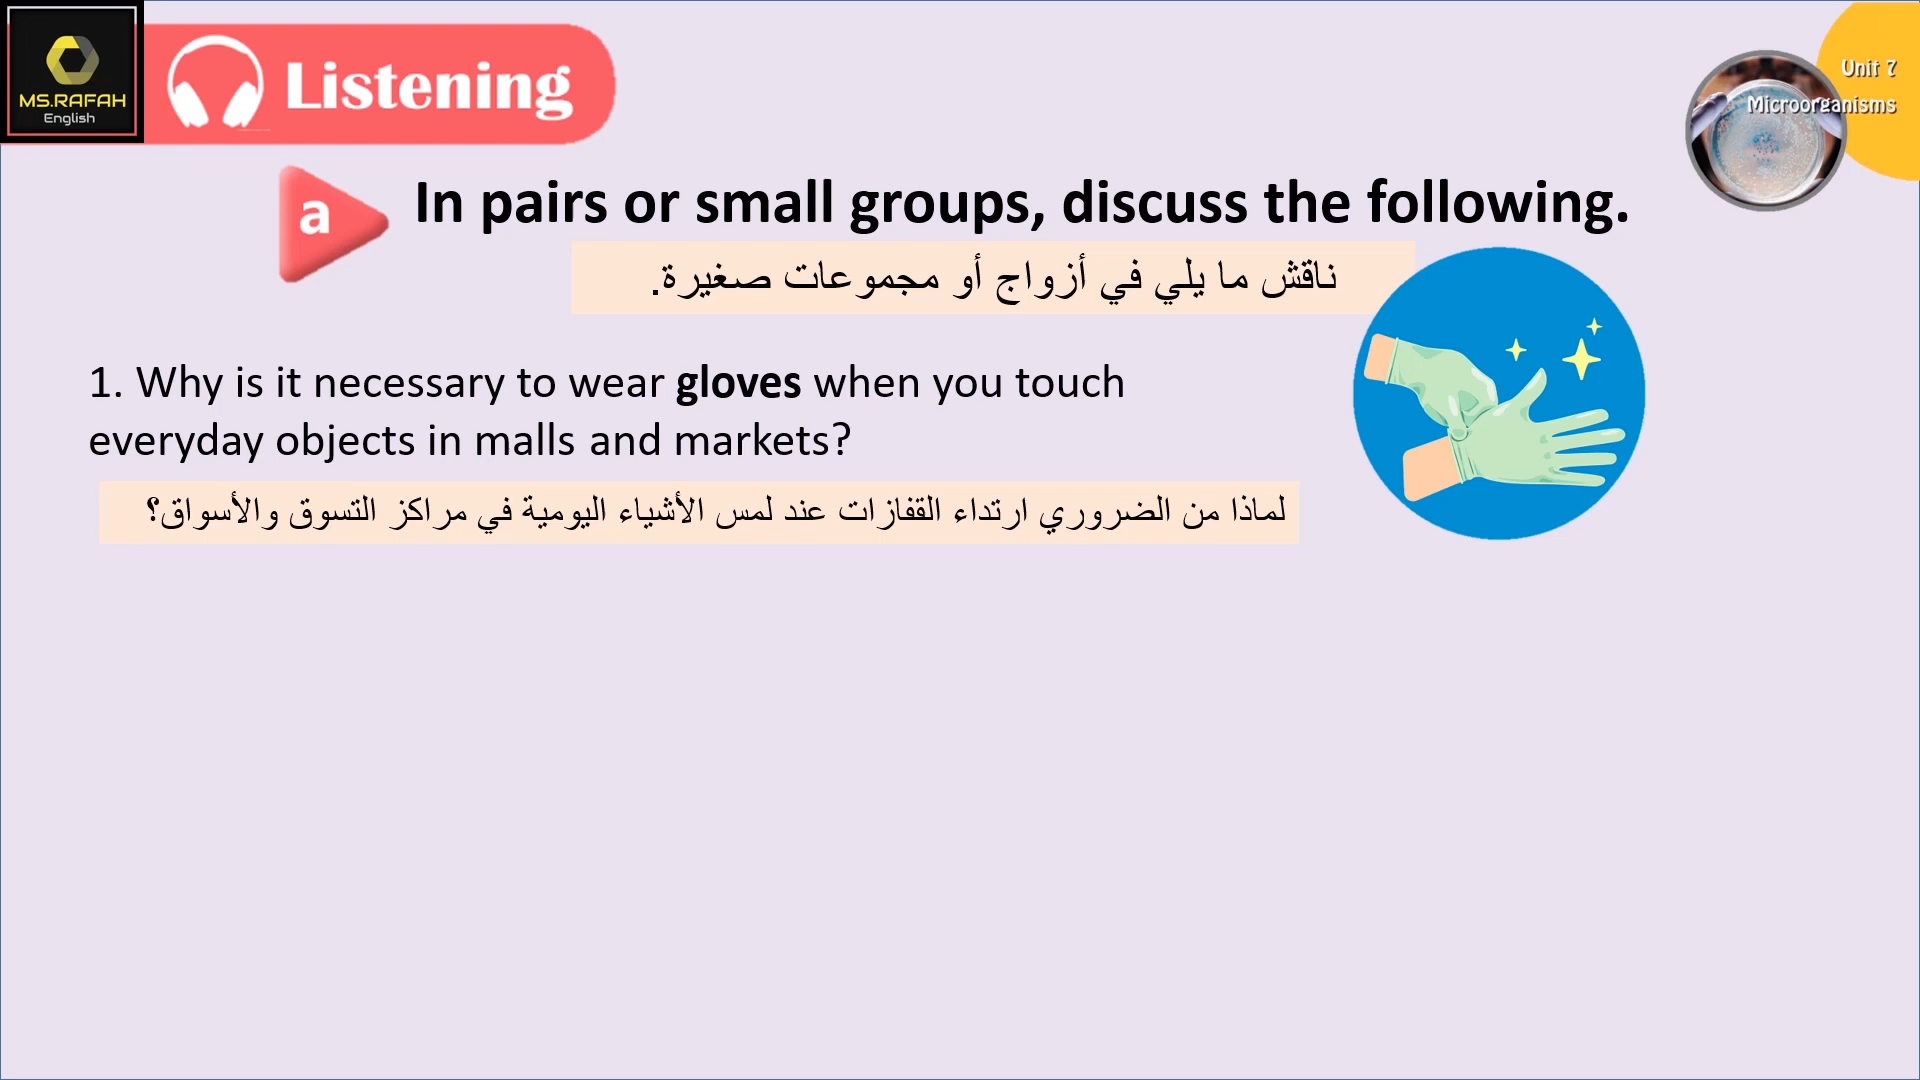 MS.RAFAH
English
Listening
Unit 7
Microorganisms
a
In pairs or small groups, discuss the following.
ناقش ما يلي في أزواج أو مجموعات صغيرة.
1. Why is it necessary to wear gloves when you touch
everyday objects in malls and markets?
لماذا من الضروري ارتداء القفازات عند لمس الأشياء اليومية في مراكز التسوق والأسواق؟